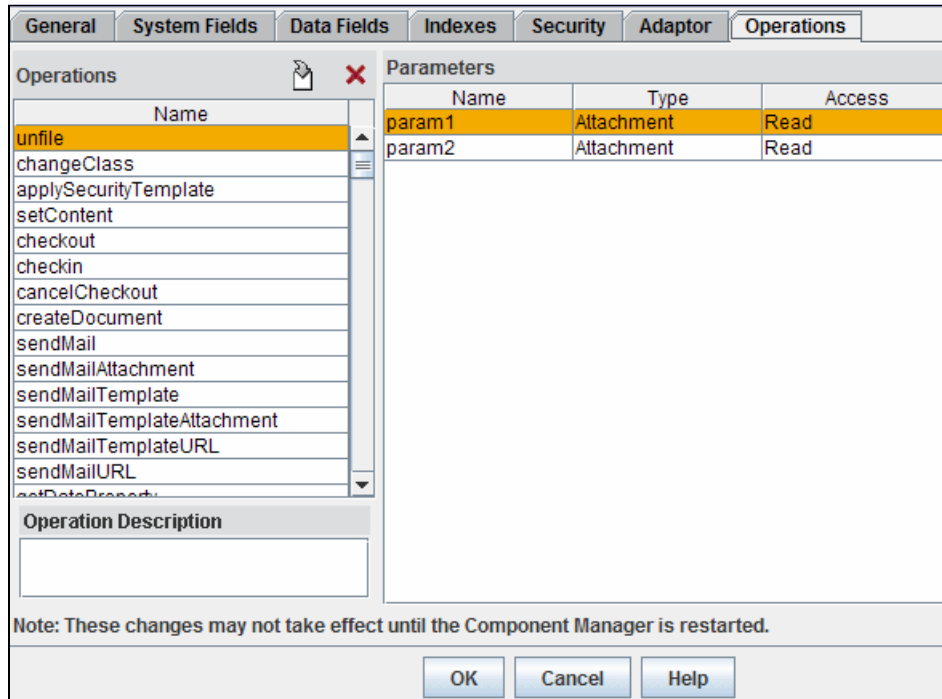 General System Fields Data Fields Indexes Security Adaptor Operations
Operations
Name
unfile
changeClass
applySecurityTemplate
setContent
checkout
checkin
cancelCheckout
createDocument
sendMail
sendMailAttachment
sendMailTemplate
sendMailTemplateAttachment
sendMailTemplateURL
sendMailURL
Operation Description
Parameters
Name Type Access
param1 Attachment Read
param2 Attachment Read
Note: These changes may not take effect until the Component Manager is restarted.
OK Cancel Help